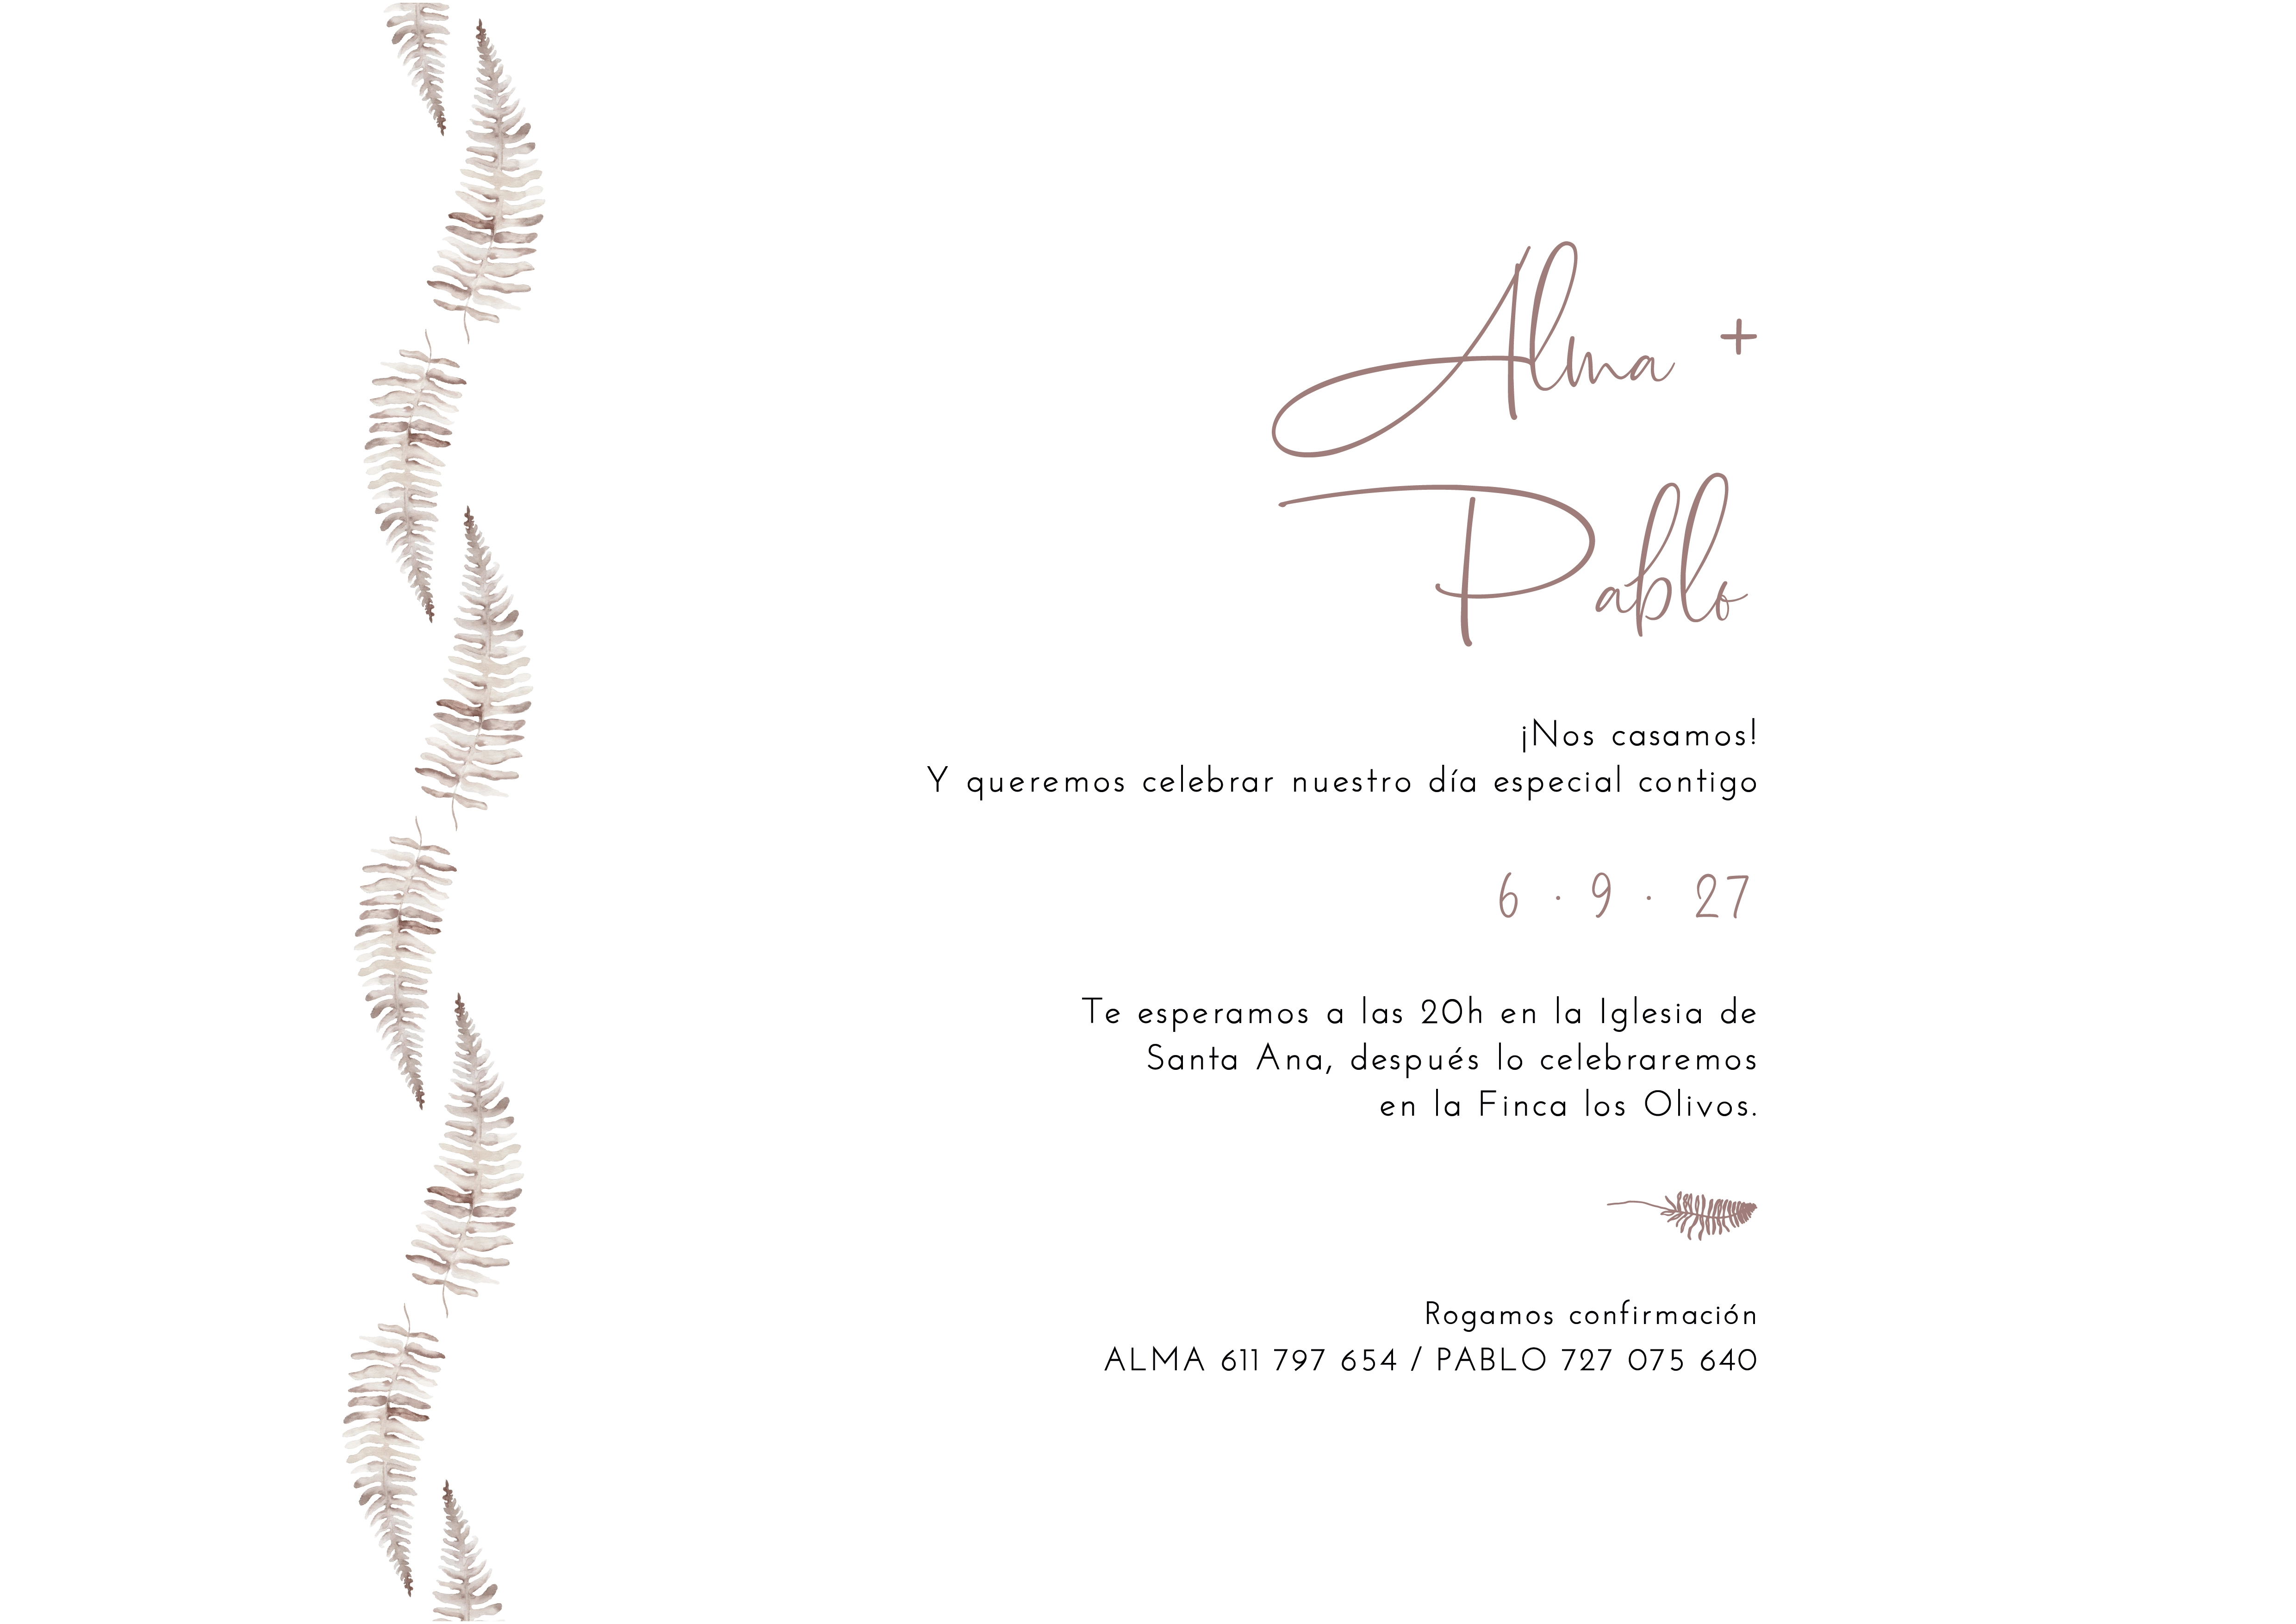 Alma +
Pablo
¡Nos casamos!
Y queremos celebrar nuestro día especial contigo
6 · 9 · 27
Te esperamos a las 20h en la Iglesia de
Santa Ana, después lo celebraremos
en la Finca los Olivos.
Rogamos confirmación
ALMA 611 797 654 / PABLO 727 075 640